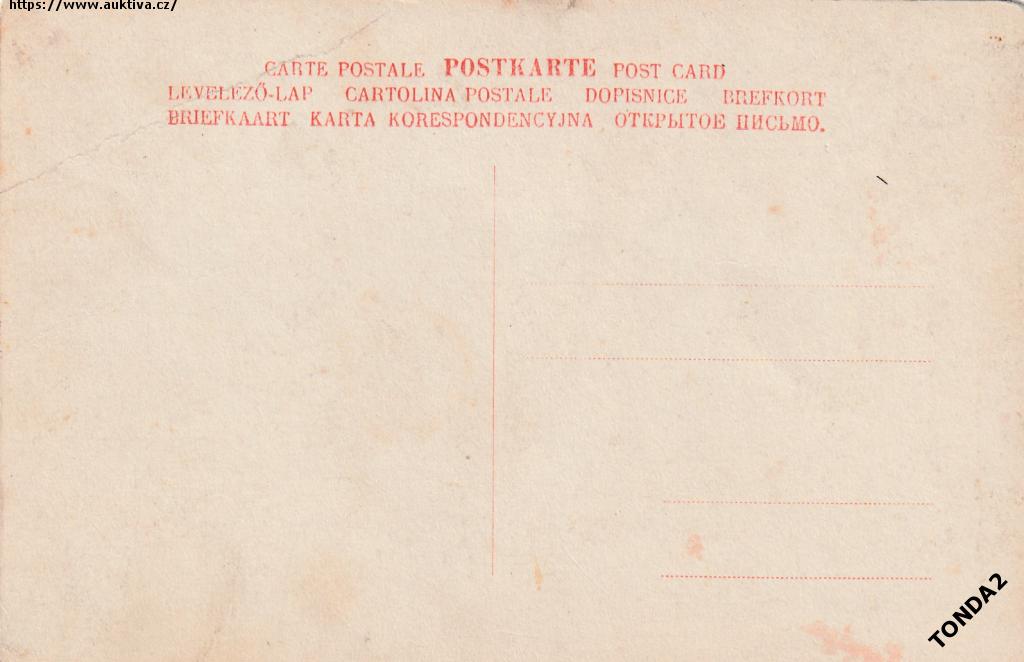 https://www.auktiva.cz/
CARTE POSTALE POSTKARTE POST CARD
LEVELEZŐ-LAP CARTOLINA POSTALE DOPISNICE BREFKORT
BRIEFKAART KARTA KORESPONDENCYJNA ОТКРЫТОЕ ПИСЬМО.
TONDA2